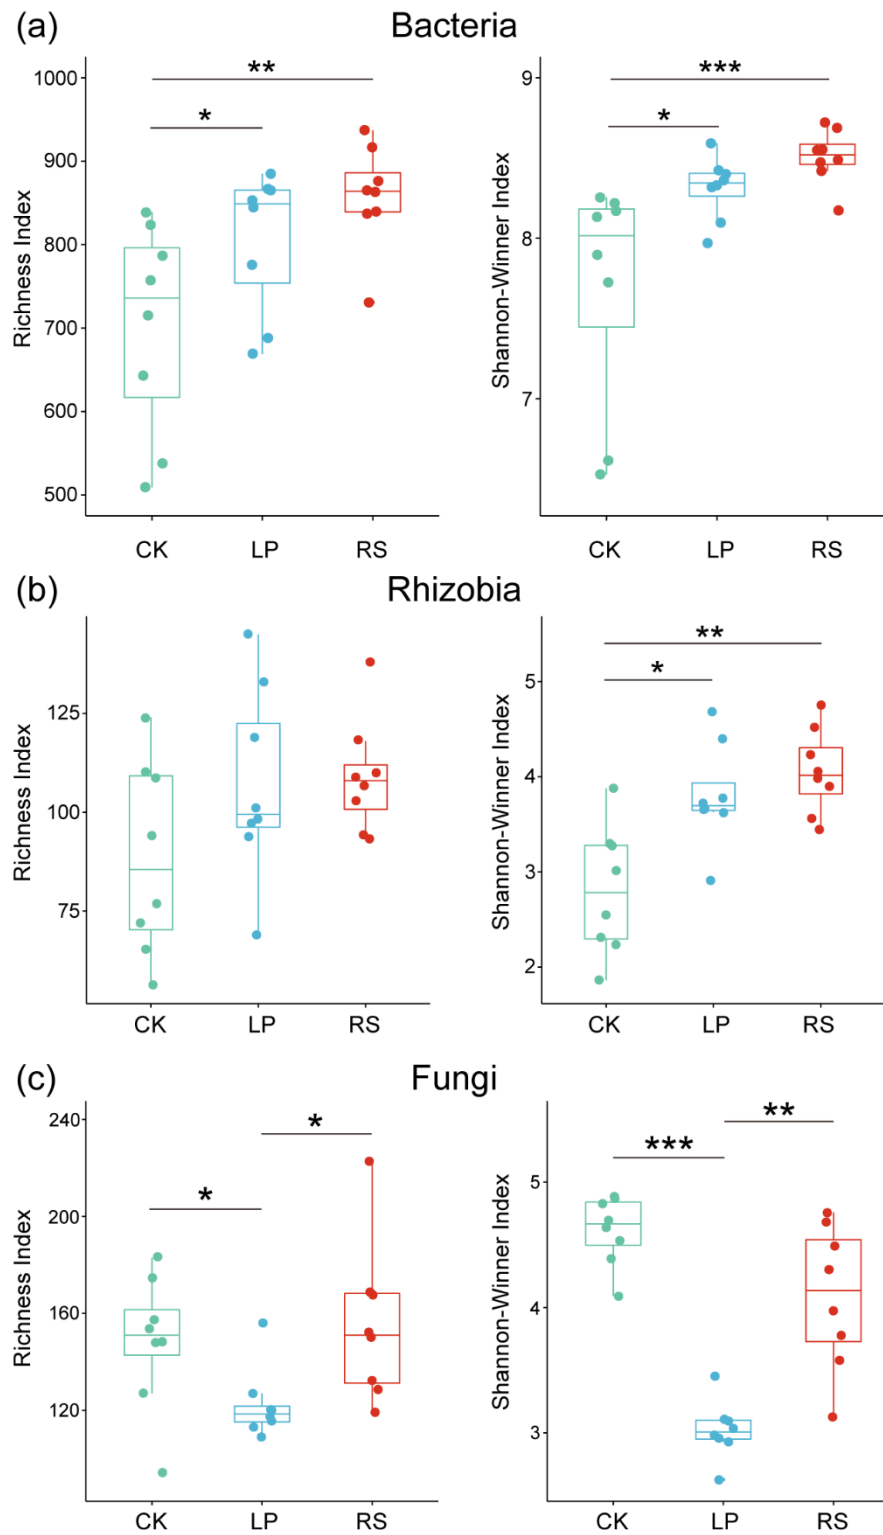 (a) Bacteria
Richness Index
1000
900
800
700
600
500
**
*
CK LP RS
Shannon-Winner Index
9
8
7
***
*
CK LP RS
(b) Rhizobia
Richness Index
125
100
75
CK LP RS
Shannon-Winner Index
5
4
3
2
**
*
CK LP RS
(c) Fungi
Richness Index
240
200
160
120
*
*
CK LP RS
Shannon-Winner Index
5
4
3
**
***
CK LP RS